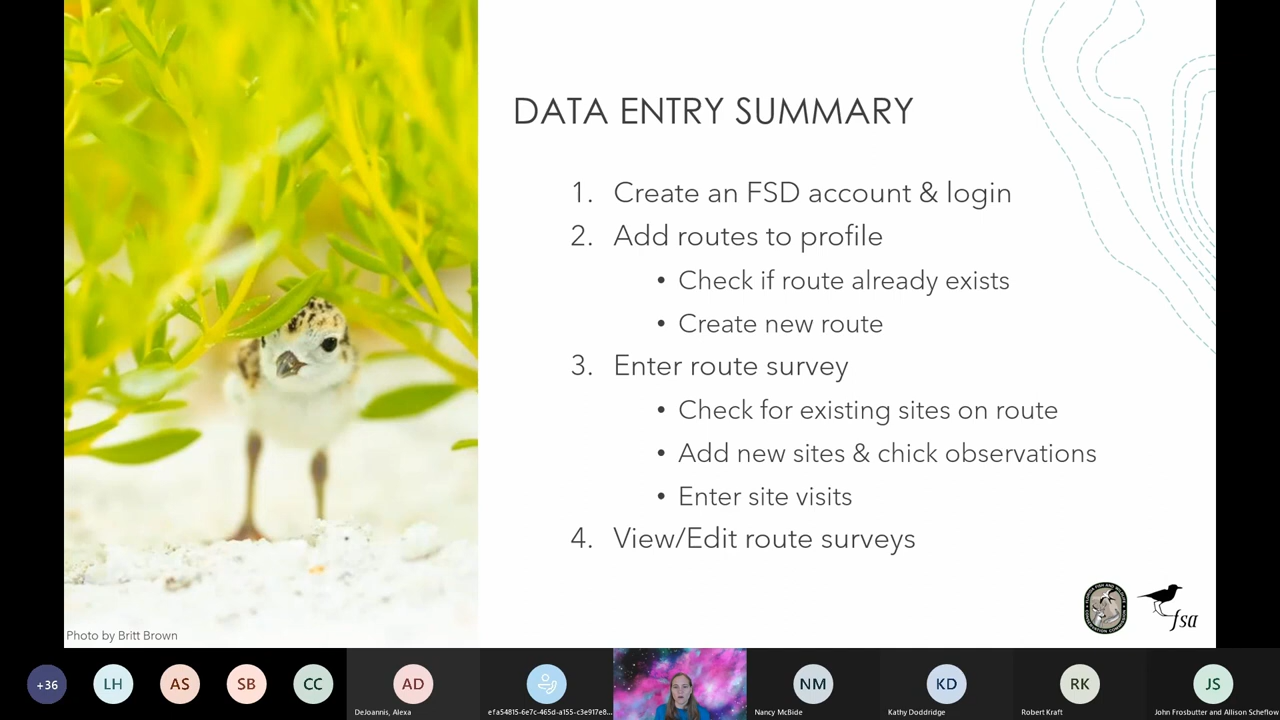 DATA ENTRY SUMMARY
1. Create an FSD account & login
2. Add routes to profile
• Check if route already exists
• Create new route
3. Enter route survey
• Check for existing sites on route
• Add new sites & chick observations
• Enter site visits
4. View/Edit route surveys
Photo by Britt Brown
fsa
+36
LH
AS
SB
CC
AD
NM
KD
RK
JS
DeJoannis, Alexa
efa54815-6e7c-465d-a155-c3e917e8...
Nancy McBide
Kathy Doddridge
Robert Kraft
John Frosbutter and Allison Scheflow